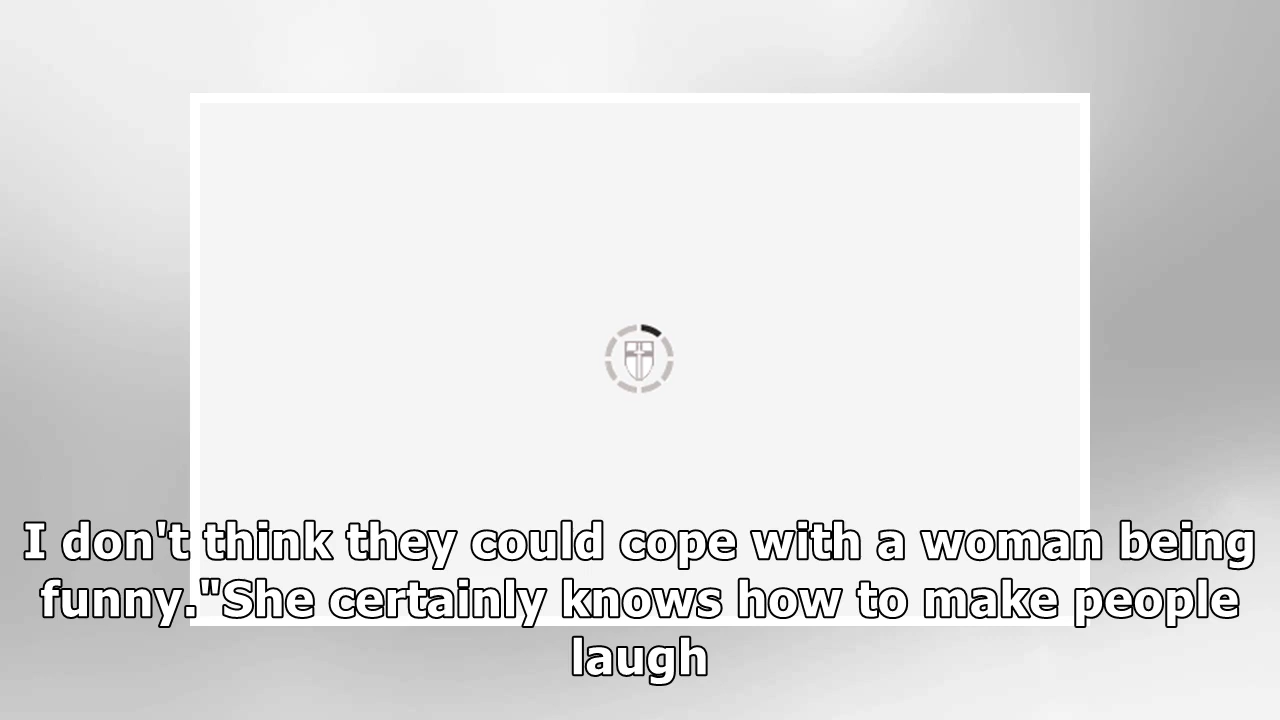 I don't think they could cope with a woman being
funny."She certainly knows how to make people
laugh